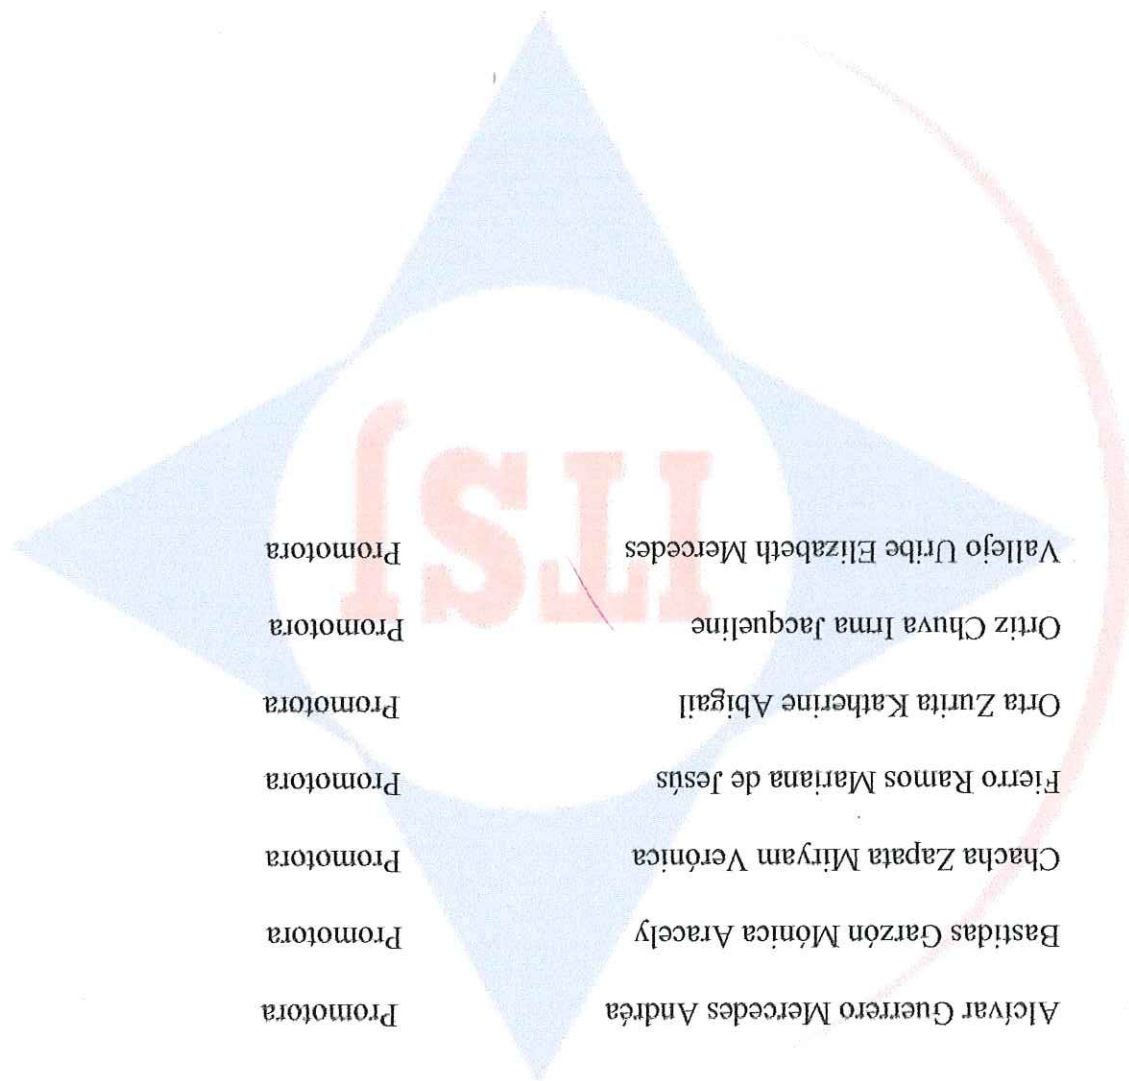 Alcívar Guerrero Mercedes Andréa Promotora
Bastidas Garzón Mónica Aracely Promotora
Chacha Zapata Miryam Verónica Promotora
Fierro Ramos Mariana de Jesús Promotora
Orta Zurita Katherine Abigail Promotora
Ortiz Chuva Irma Jacqueline Promotora
Vallejo Uribe Elizabeth Mercedes Promotora
ITSJ